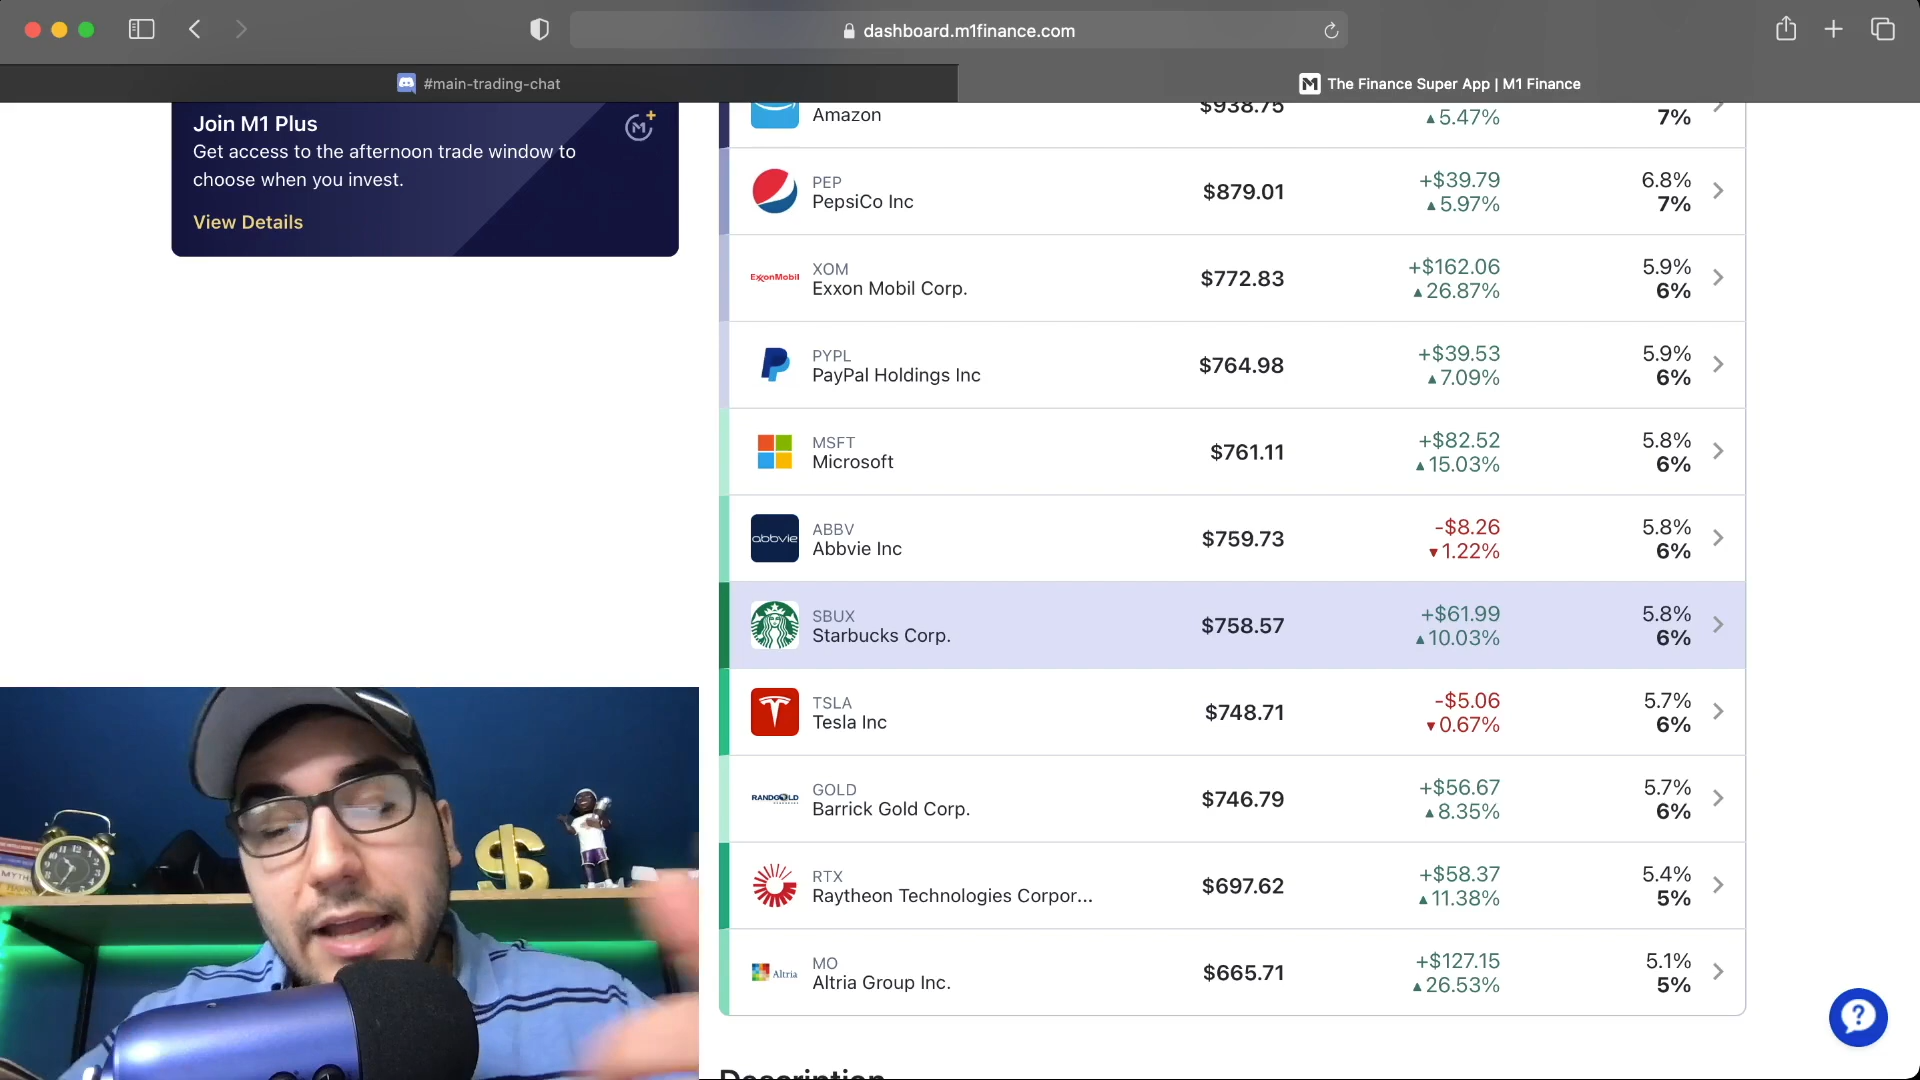 dashboard.m1finance.com
#main-trading-chat
The Finance Super App | M1 Finance
Join M1 Plus
Get access to the afternoon trade window to
choose when you invest.
View Details
Amazon
$938.75
▲5.47%
7%
PEP
PepsiCo Inc
$879.01
+$39.79
▲5.97%
6.8%
7%
ExxonMobil
XOM
Exxon Mobil Corp.
$772.83
+$162.06
▲26.87%
5.9%
6%
PYPL
PayPal Holdings Inc
$764.98
+$39.53
▲7.09%
5.9%
6%
MSFT
Microsoft
$761.11
+$82.52
▲15.03%
5.8%
6%
abbvie
ABBV
Abbvie Inc
$759.73
-$8.26
▼1.22%
5.8%
6%
SBUX
Starbucks Corp.
$758.57
+$61.99
▲10.03%
5.8%
6%
TSLA
Tesla Inc
$748.71
-$5.06
▼0.67%
5.7%
6%
RANDGOLD
GOLD
Barrick Gold Corp.
$746.79
+$56.67
▲8.35%
5.7%
6%
RTX
Raytheon Technologies Corpor...
$697.62
+$58.37
▲11.38%
5.4%
5%
Altria
MO
Altria Group Inc.
$665.71
+$127.15
▲26.53%
5.1%
5%
Description